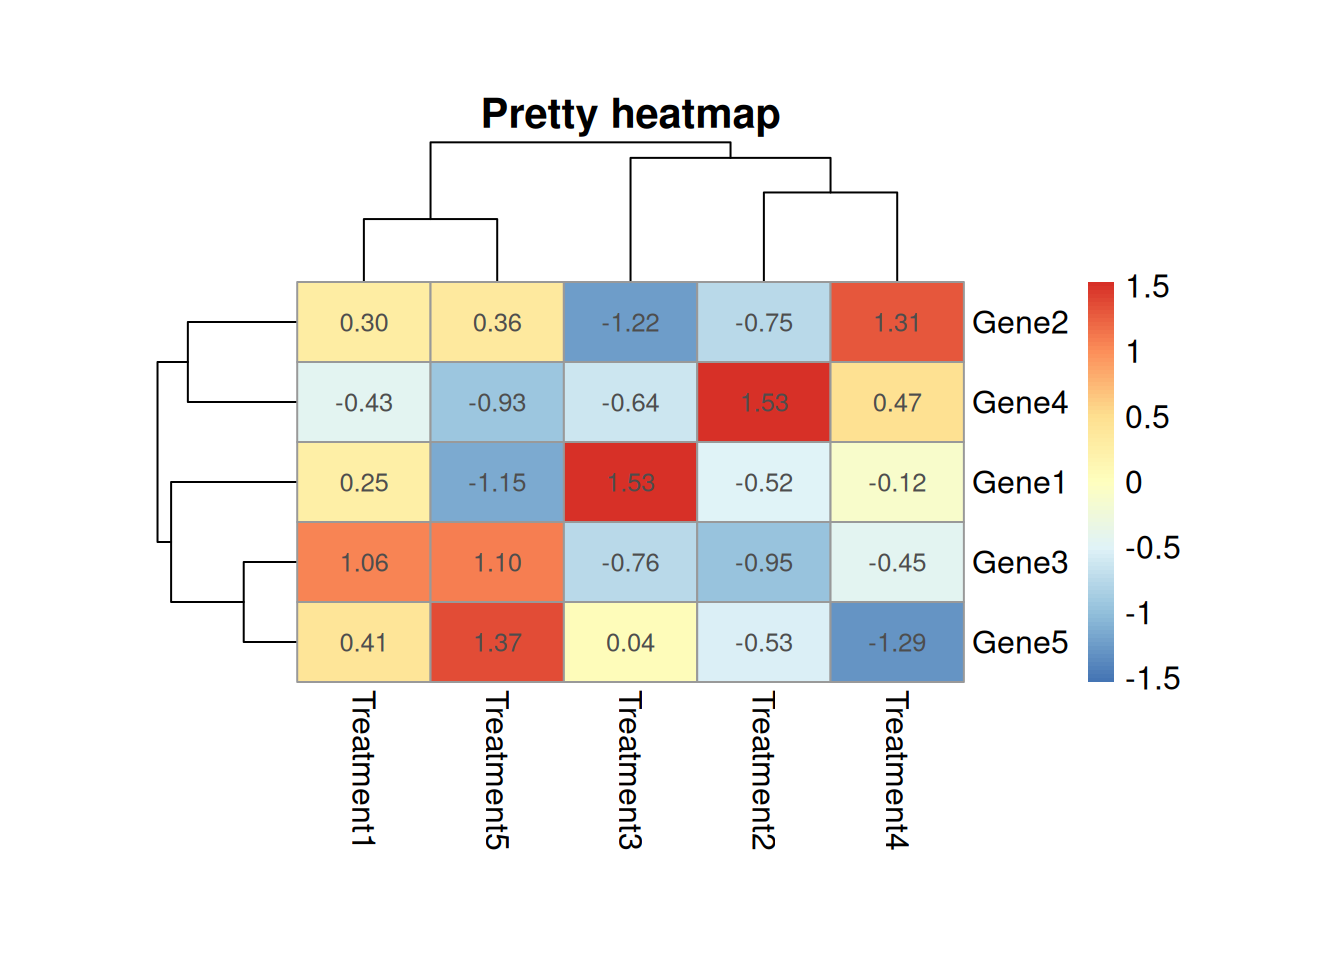 Pretty heatmap
0.30 0.36 -1.22 -0.75 1.31 Gene2
-0.43 -0.93 -0.64 1.53 0.47 Gene4
0.25 -1.15 1.53 -0.52 -0.12 Gene1
1.06 1.10 -0.76 -0.95 -0.45 Gene3
0.41 1.37 0.04 -0.53 -1.29 Gene5
Treatment1
Treatment5
Treatment3
Treatment2
Treatment4
1.5
1
0.5
0
-0.5
-1
-1.5